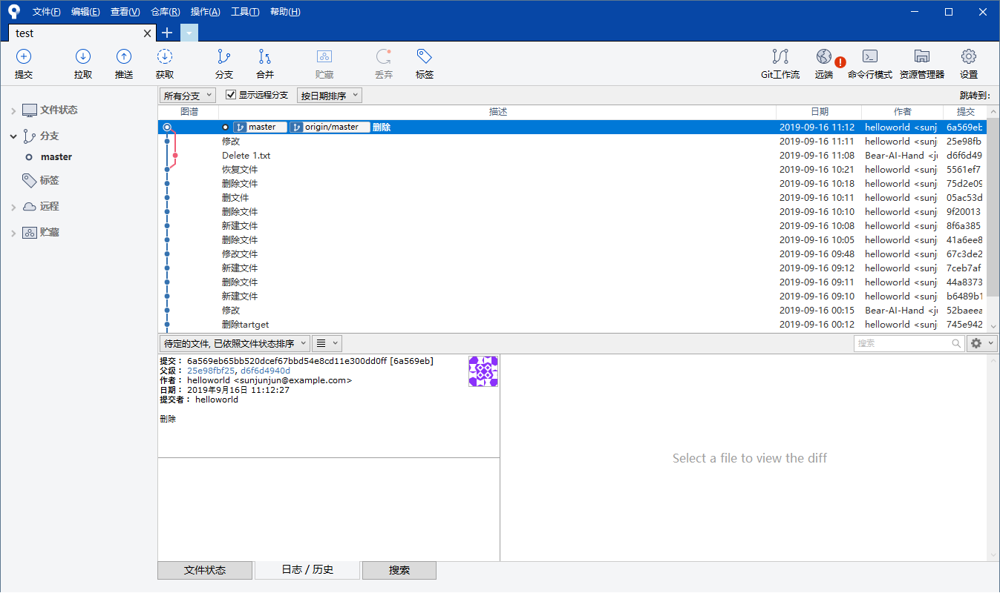 文件(F) 编辑(E) 查看(V) 仓库(R) 操作(A) 工具(T) 帮助(H)
test
提交 拉取 推送 获取 分支 合并 贮藏 丢弃 标签 Git工作流 远端 命令行模式 资源管理器 设置
所有分支 显示远程分支 按日期排序 跳转到:
文件状态
分支
master
标签
远程
贮藏
图谱 描述 日期 作者 提交
master origin/master 删除 2019-09-16 11:12 helloworld <sunj 6a569eb
修改 2019-09-16 11:11 helloworld <sunj 25e98fb
Delete 1.txt 2019-09-16 11:08 Bear-AI-Hand <ju d6f6d49
恢复文件 2019-09-16 10:21 helloworld <sunj 5561ef7
删除文件 2019-09-16 10:18 helloworld <sunj 75d2e09
删文件 2019-09-16 10:11 helloworld <sunj 05ac53d
删除文件 2019-09-16 10:10 helloworld <sunj 9f20013
新建文件 2019-09-16 10:08 helloworld <sunj 8f6a385
删除文件 2019-09-16 10:05 helloworld <sunj 41a6ee8
修改文件 2019-09-16 09:48 helloworld <sunj 67c3de2
新建文件 2019-09-16 09:12 helloworld <sunj 7ceb7af
删除文件 2019-09-16 09:11 helloworld <sunj 44a8373
新建文件 2019-09-16 09:10 helloworld <sunj b6489b1
修改 2019-09-16 00:15 Bear-AI-Hand <ju 52baeea
删除tartget 2019-09-16 00:12 helloworld <sunj 745e942
待定的文件, 已依照文件状态排序 搜索
提交: 6a569eb65bb520dcef67bbd54e8cd11e300dd0ff [6a569eb]
父级: 25e98fbf25, d6f6d4940d
作者: helloworld <sunjunjun@example.com>
日期: 2019年9月16日 11:12:27
提交者: helloworld
删除
Select a file to view the diff
文件状态 日志 / 历史 搜索